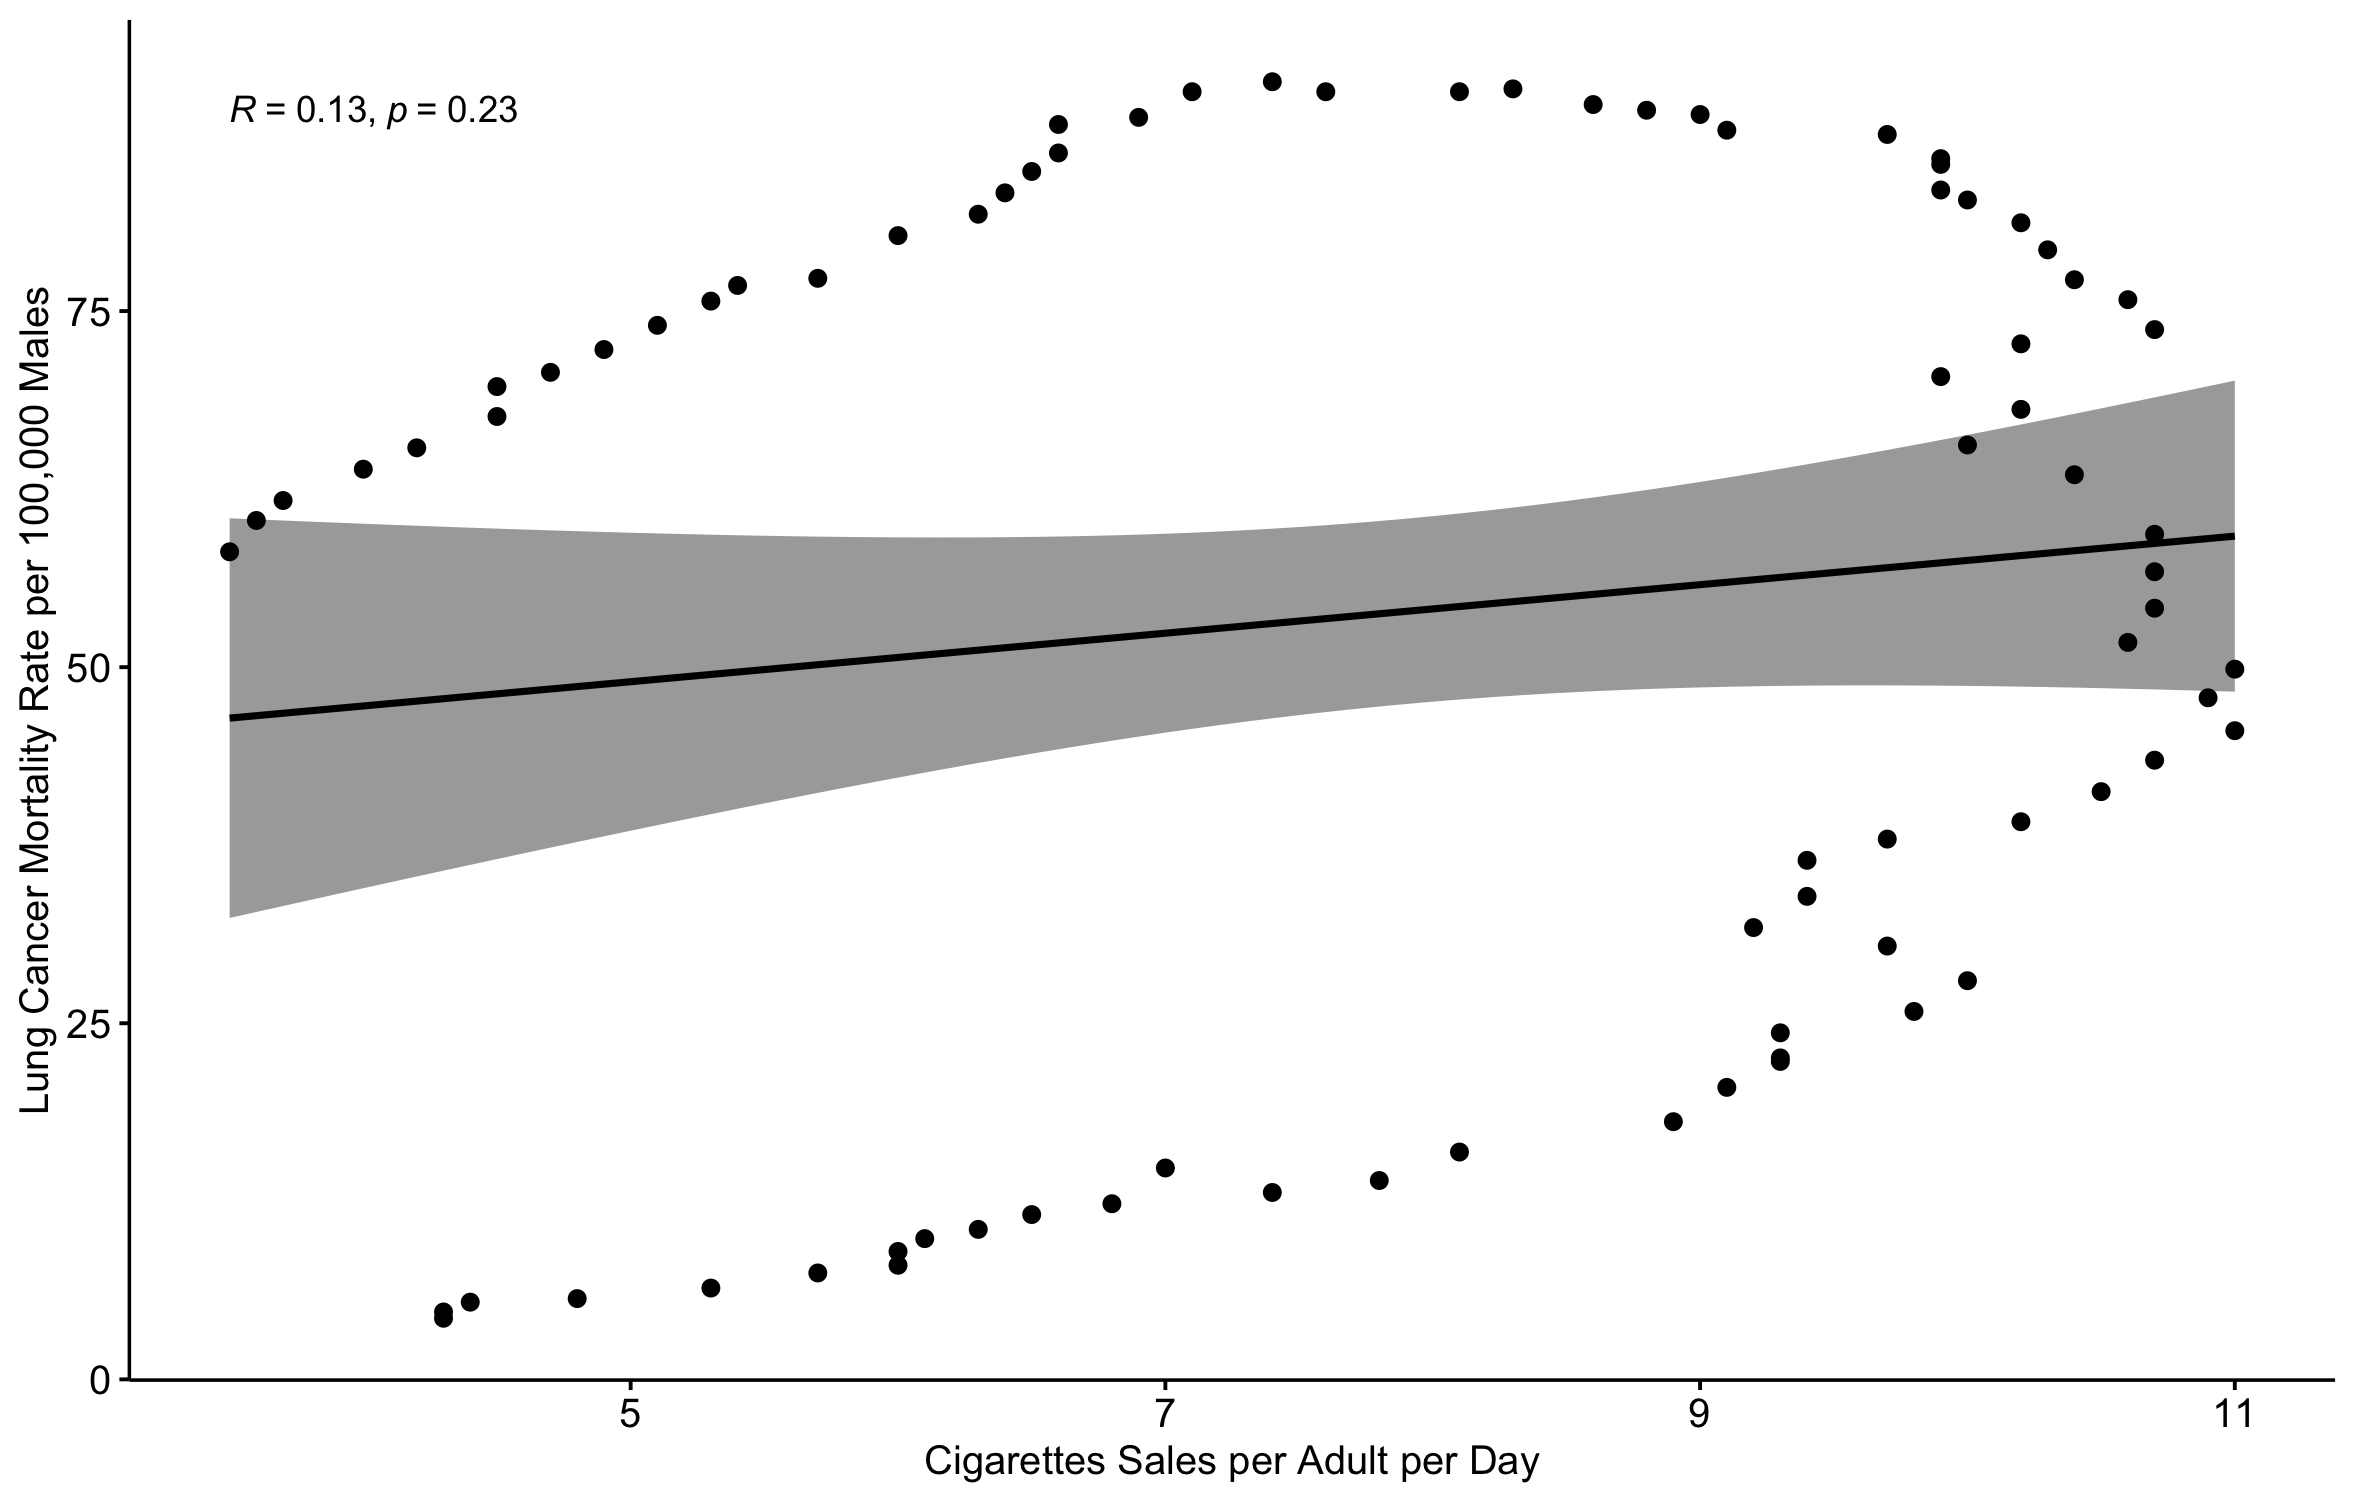 R = 0.13, p = 0.23
Lung Cancer Mortality Rate per 100,000 Males
75
50
25
0
5 7 9 11
Cigarettes Sales per Adult per Day